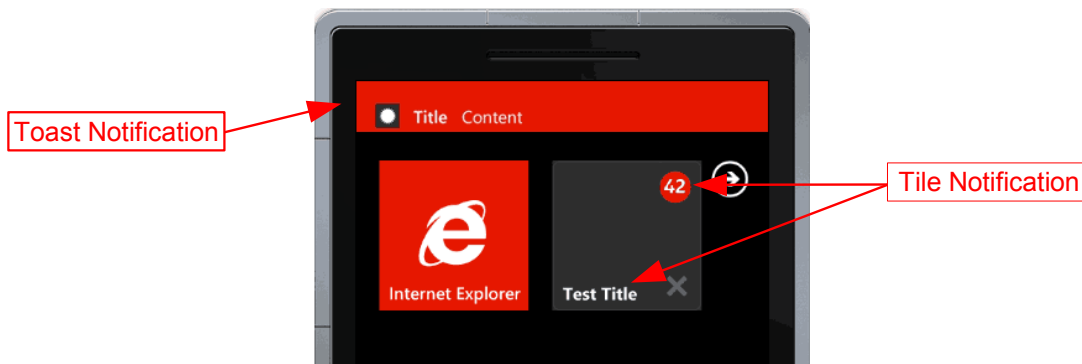 Toast Notification
Title Content
42
Tile Notification
Internet Explorer
Test Title